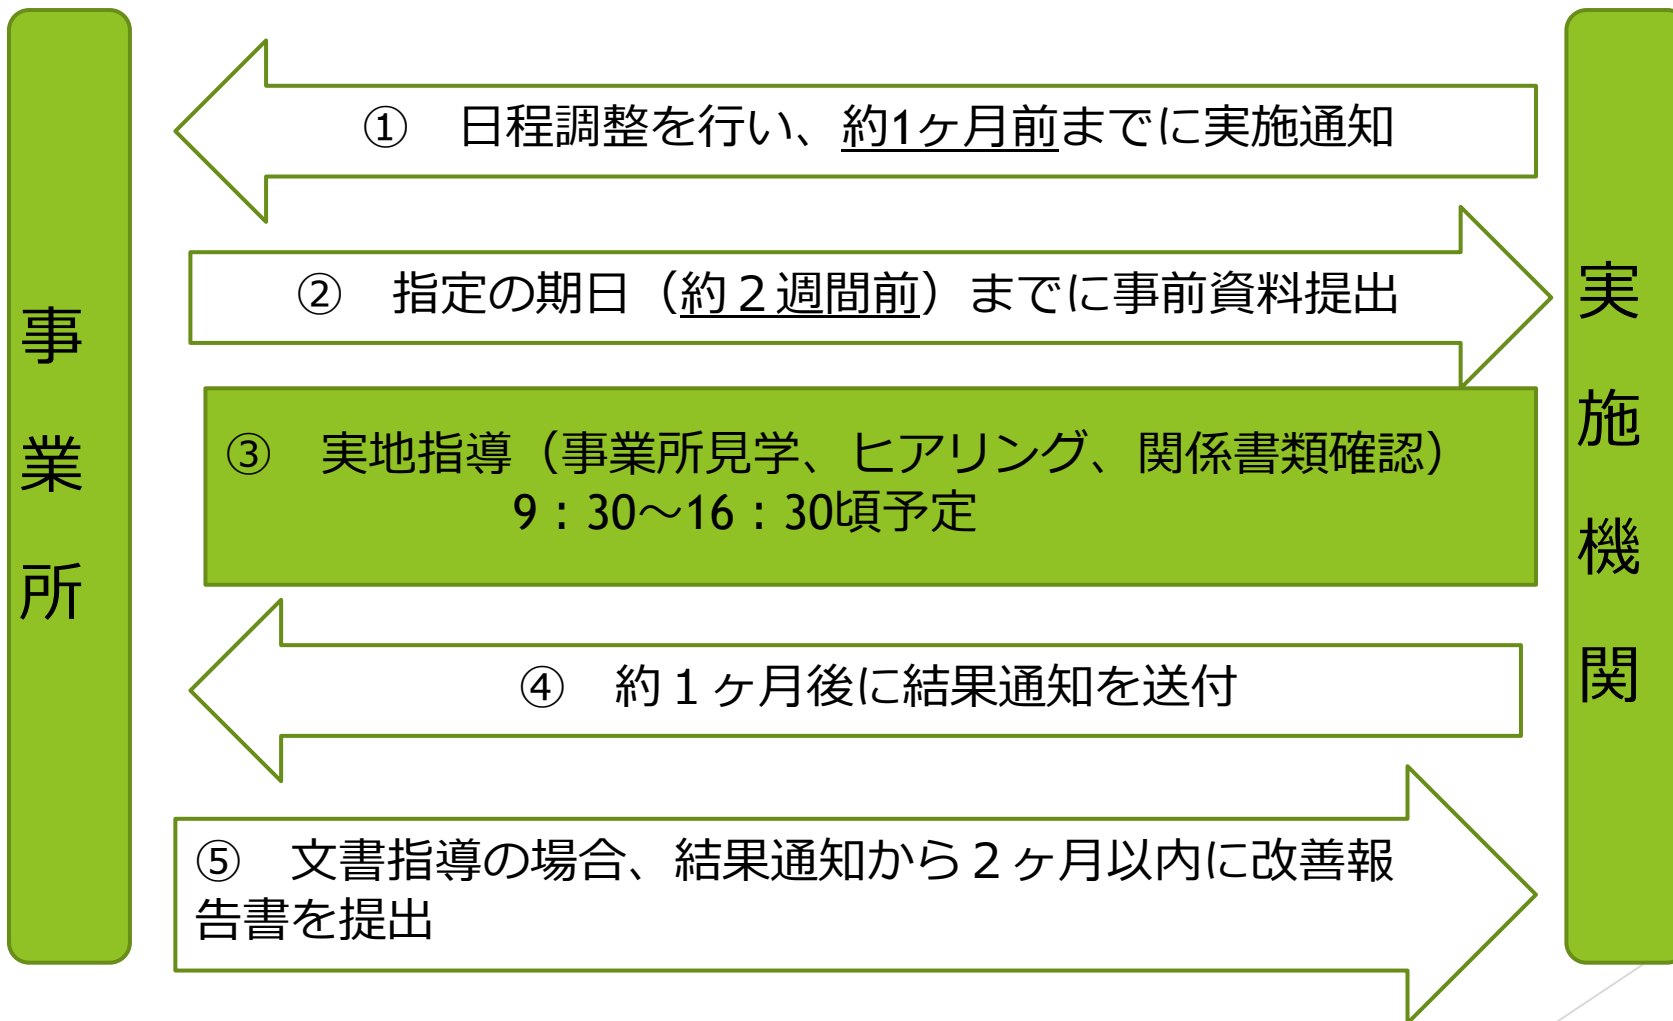 事業所
①　日程調整を行い、約1ヶ月前までに実施通知
②　指定の期日（約２週間前）までに事前資料提出
③　実地指導（事業所見学、ヒアリング、関係書類確認）
9：30～16：30頃予定
④　約１ヶ月後に結果通知を送付
⑤　文書指導の場合、結果通知から２ヶ月以内に改善報
告書を提出
実施機関